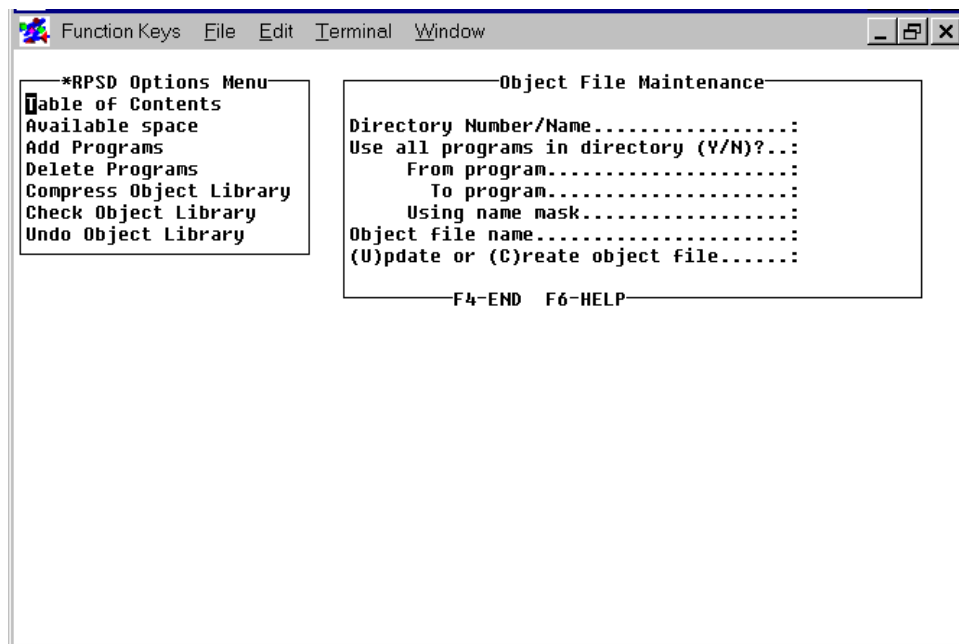 Function Keys File Edit Terminal Window
*RPSD Options Menu
Table of Contents
Available space
Add Programs
Delete Programs
Compress Object Library
Check Object Library
Undo Object Library
Object File Maintenance
Directory Number/Name.................:
Use all programs in directory (Y/N)?..:
From program.....................:
To program.....................:
Using name mask..................:
Object file name......................:
(U)pdate or (C)reate object file......:
F4-END F6-HELP